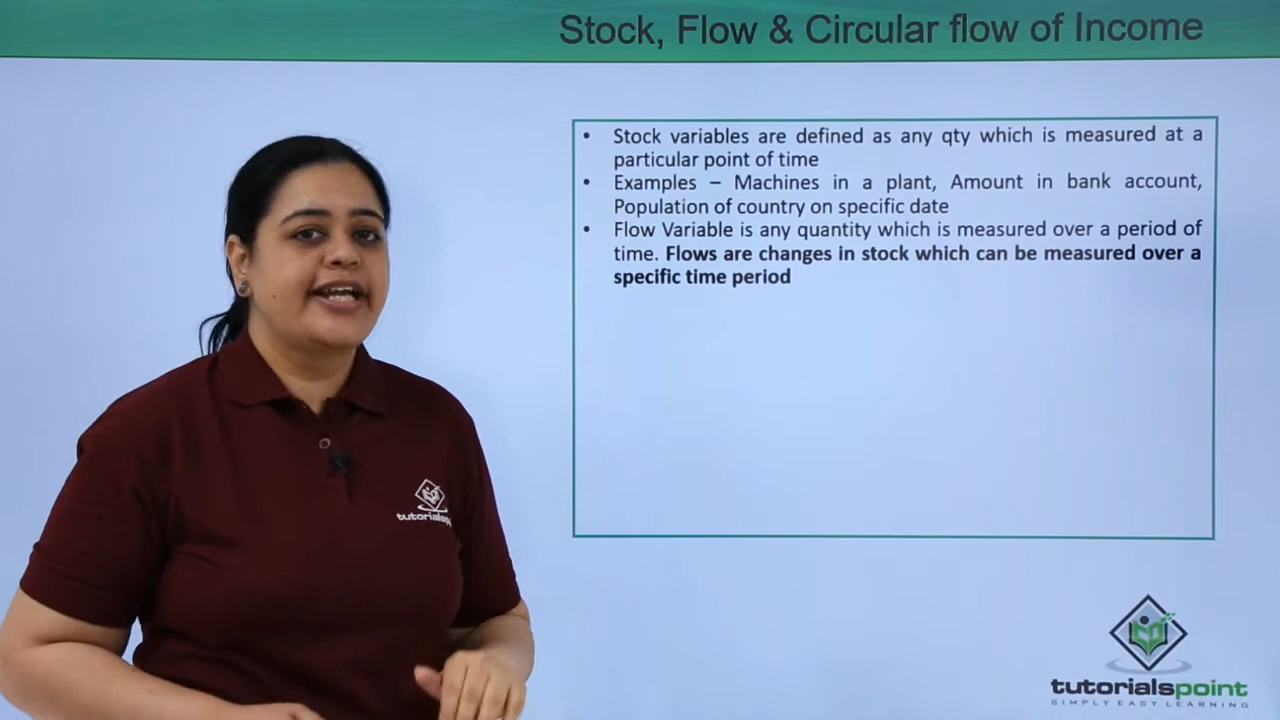 Stock, Flow & Circular flow of Income
• Stock variables are defined as any qty which is measured at a
particular point of time
• Examples – Machines in a plant, Amount in bank account,
Population of country on specific date
• Flow Variable is any quantity which is measured over a period of
time. Flows are changes in stock which can be measured over a
specific time period
tutorialspoint
SIMPLY EASY LEARNING